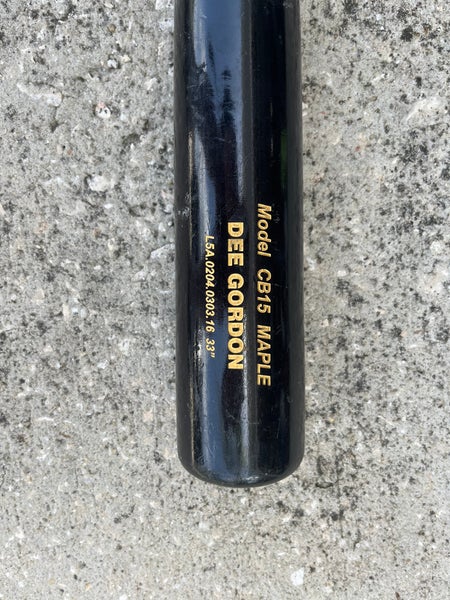 Model CB15 MAPLE
DEE GORDON
L5A.0204.0303.16 33"